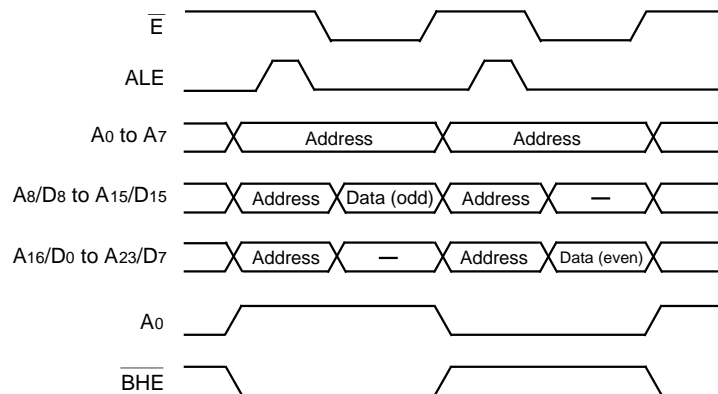 E
ALE
A0 to A7 Address Address
A8/D8 to A15/D15 Address Data (odd) Address —
A16/D0 to A23/D7 Address — Address Data (even)
A0
BHE